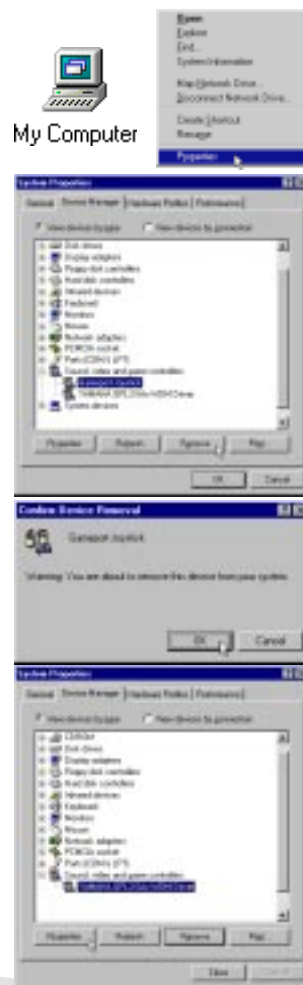 My Computer
Open
Explore
Find...
System Information
Map Network Drive...
Disconnect Network Drive...
Create Shortcut
Rename
Properties
System Properties
General Device Manager Hardware Profiles Performance
View devices by type View devices by connection
Disk drives
Display adapters
Floppy disk controllers
Hard disk controllers
Infrared devices
Keyboard
Monitors
Mouse
Network adapters
PCMCIA socket
Ports (COM & LPT)
Sound, video and game controllers
Gameport Joystick
YAMAHA WDM Driver
System devices
Properties Refresh Remove Print...
OK Cancel
Confirm Device Removal
Gameport Joystick
Warning: You are about to remove this device from your system.
OK Cancel
System Properties
General Device Manager Hardware Profiles Performance
View devices by type View devices by connection
CDROM
Disk drives
Display adapters
Floppy disk controllers
Hard disk controllers
Infrared devices
Keyboard
Monitors
Mouse
Network adapters
PCMCIA socket
Ports (COM & LPT)
Sound, video and game controllers
YAMAHA WDM Driver
Properties Refresh Remove Print...
Close Cancel